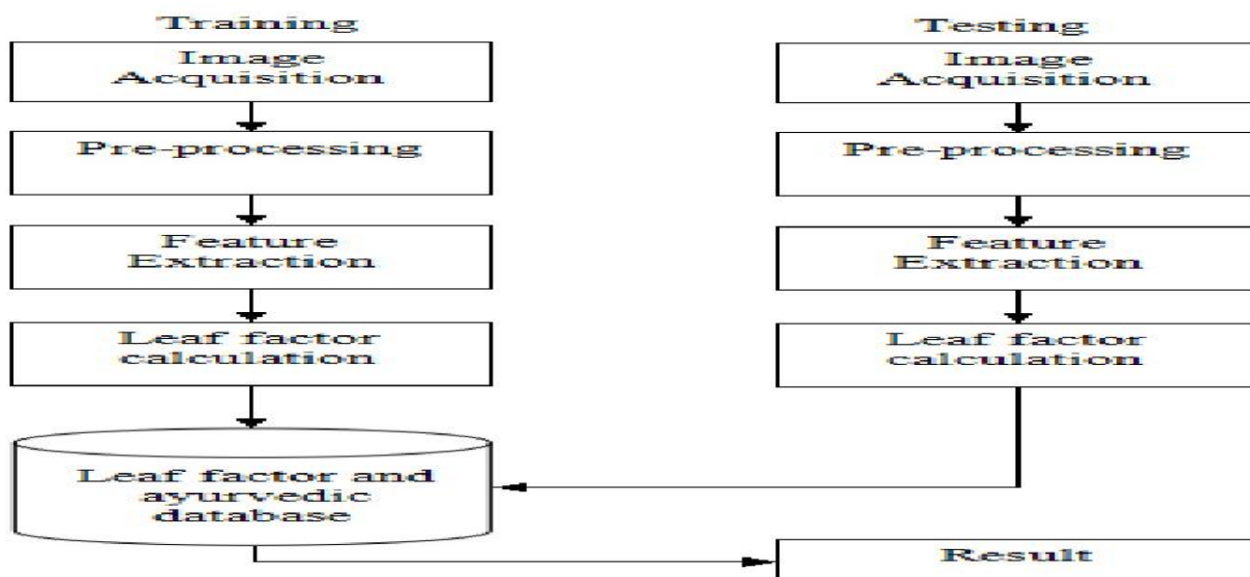 Training
Image
Acquisition
Pre-processing
Feature
Extraction
Leaf factor
calculation
Leaf factor and
ayurvedic
database
Testing
Image
Acquisition
Pre-processing
Feature
Extraction
Leaf factor
calculation
Result